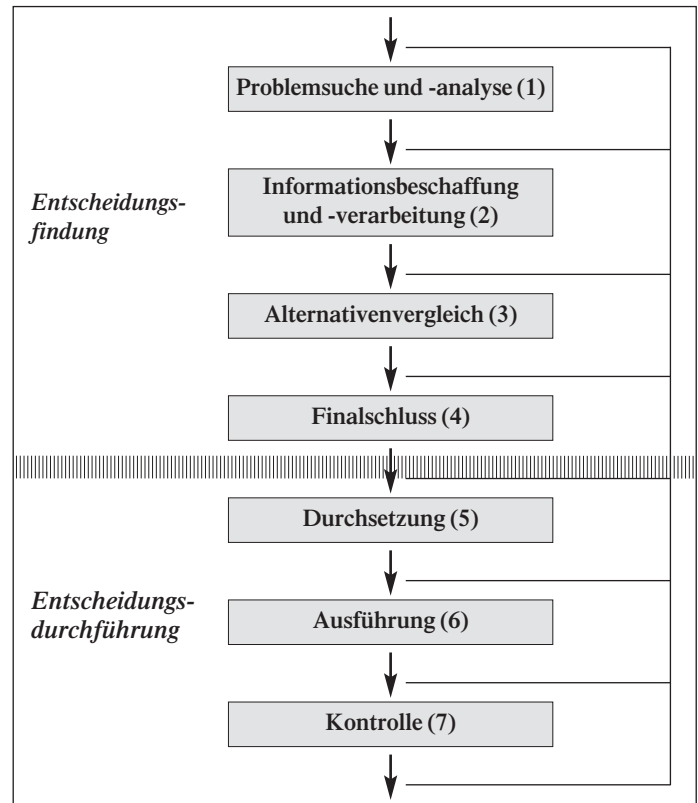 Problemsuche und -analyse (1)
Entscheidungs-
findung
Informationsbeschaffung
und -verarbeitung (2)
Alternativenvergleich (3)
Finalschluss (4)
Durchsetzung (5)
Entscheidungs-
durchführung
Ausführung (6)
Kontrolle (7)